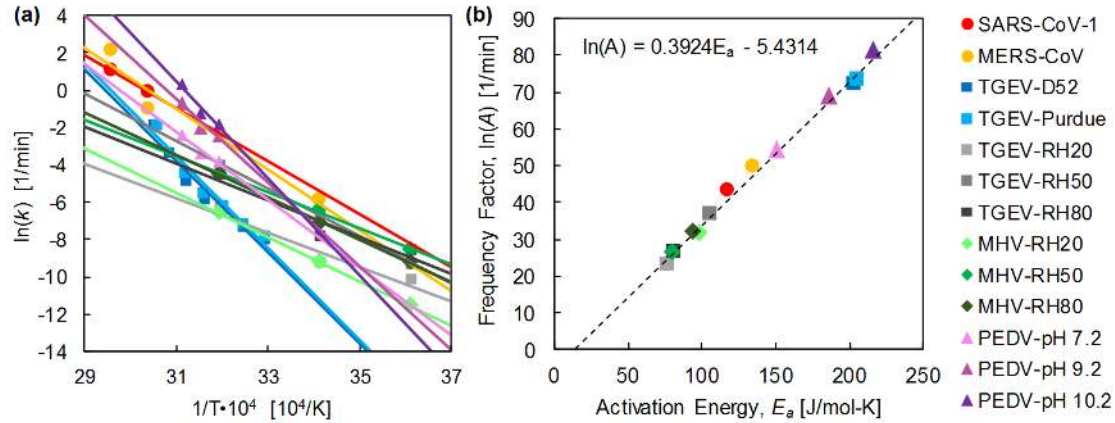 (a)
4
2
0
-2
-4
-6
-8
-10
-12
-14
ln(k) [1/min]
29 31 33 35 37
1/T•10⁴ [10⁴/K]
(b)
90
80
70
60
50
40
30
20
10
0
Frequency Factor, ln(A) [1/min]
ln(A) = 0.3924Eₐ - 5.4314
0 50 100 150 200 250
Activation Energy, Eₐ [J/mol-K]
SARS-CoV-1
MERS-CoV
TGEV-D52
TGEV-Purdue
TGEV-RH20
TGEV-RH50
TGEV-RH80
MHV-RH20
MHV-RH50
MHV-RH80
PEDV-pH 7.2
PEDV-pH 9.2
PEDV-pH 10.2